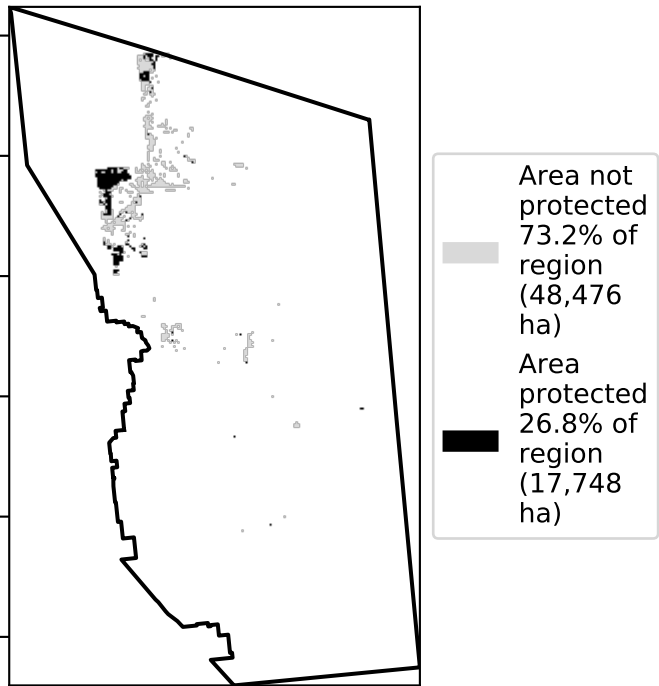 Area not
protected
73.2% of
region
(48,476
ha)
Area
protected
26.8% of
region
(17,748
ha)